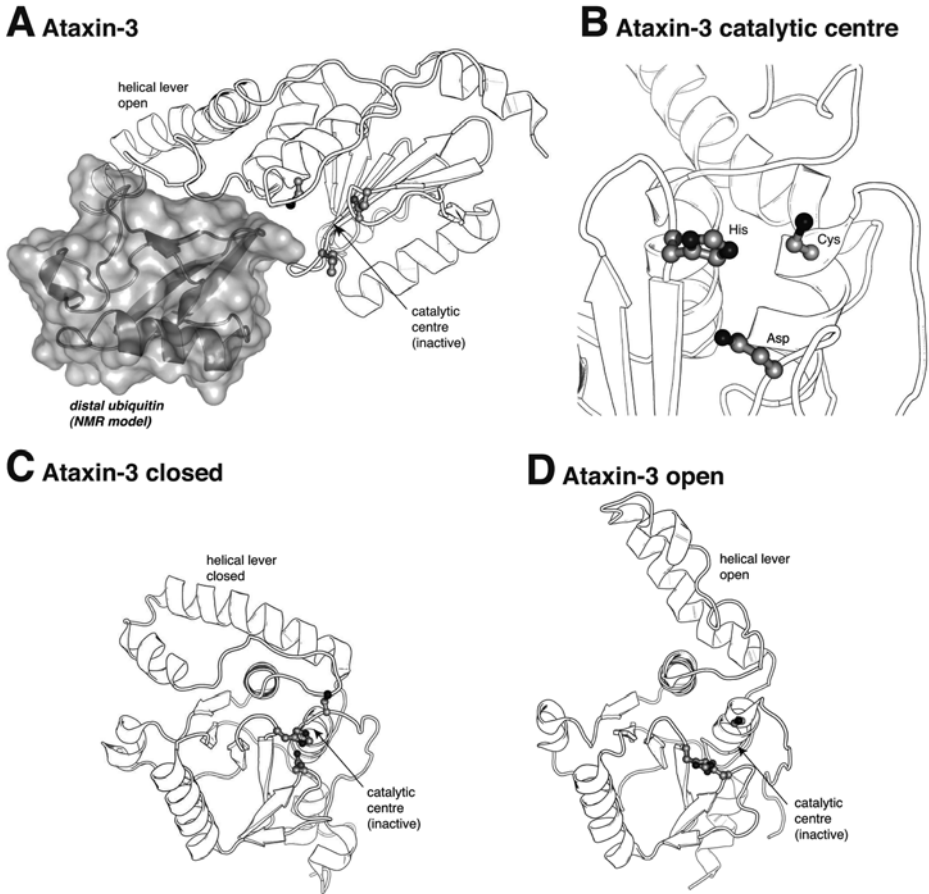 A Ataxin-3
helical lever
open
catalytic
centre
(inactive)
distal ubiquitin
(NMR model)
B Ataxin-3 catalytic centre
His
Cys
Asp
C Ataxin-3 closed
helical lever
closed
catalytic
centre
(inactive)
D Ataxin-3 open
helical lever
open
catalytic
centre
(inactive)